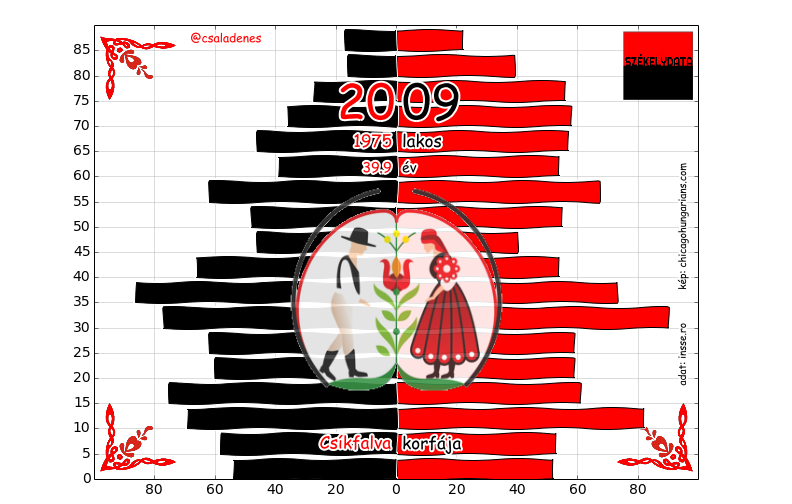 @csaladenes
SZÉKELYDATA
2009
1975 lakos
39.9 év
kép: chicagohungarians.com
adat: insse.ro
Csíkfalva korfája
85
80
75
70
65
60
55
50
45
40
35
30
25
20
15
10
5
0
80 60 40 20 0 20 40 60 80